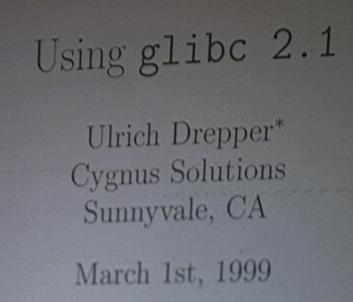 Using glibc 2.1
Ulrich Drepper*
Cygnus Solutions
Sunnyvale, CA
March 1st, 1999